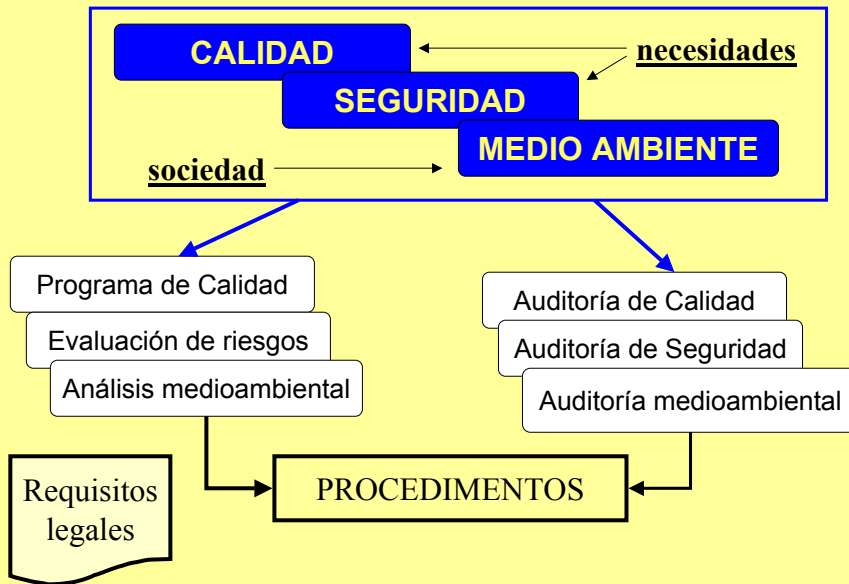 CALIDAD
necesidades
SEGURIDAD
MEDIO AMBIENTE
sociedad
Programa de Calidad
Evaluación de riesgos
Análisis medioambiental
Auditoría de Calidad
Auditoría de Seguridad
Auditoría medioambiental
Requisitos
legales
PROCEDIMENTOS